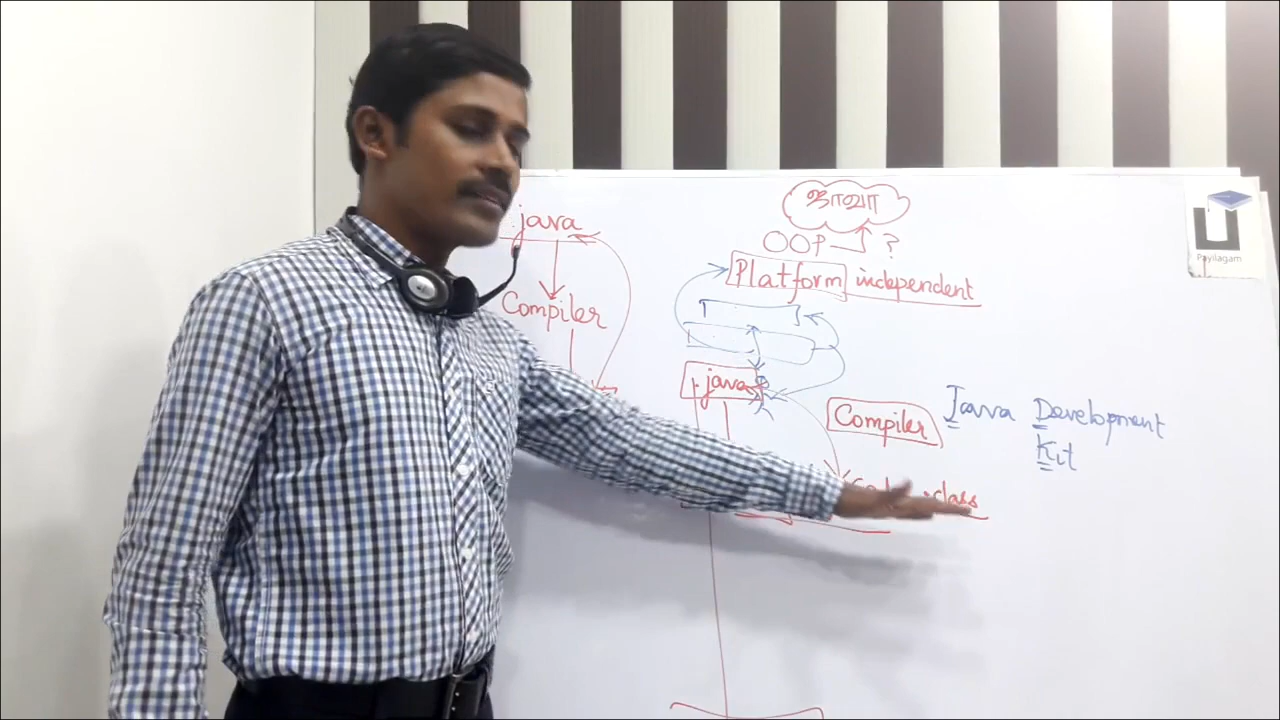 ஜாவா
OOP ?
Platform independent
.java
Compiler
.java
Compiler
Java Development
Kit
.class
Payilagam